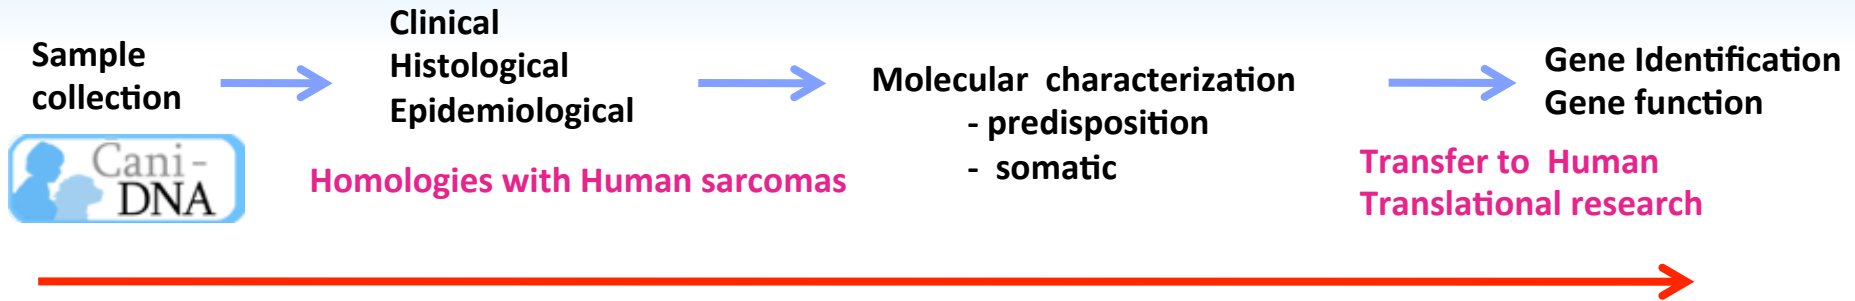 Sample
collection
Cani-
DNA
Clinical
Histological
Epidemiological
Homologies with Human sarcomas
Molecular characterization
- predisposition
- somatic
Gene Identification
Gene function
Transfer to Human
Translational research